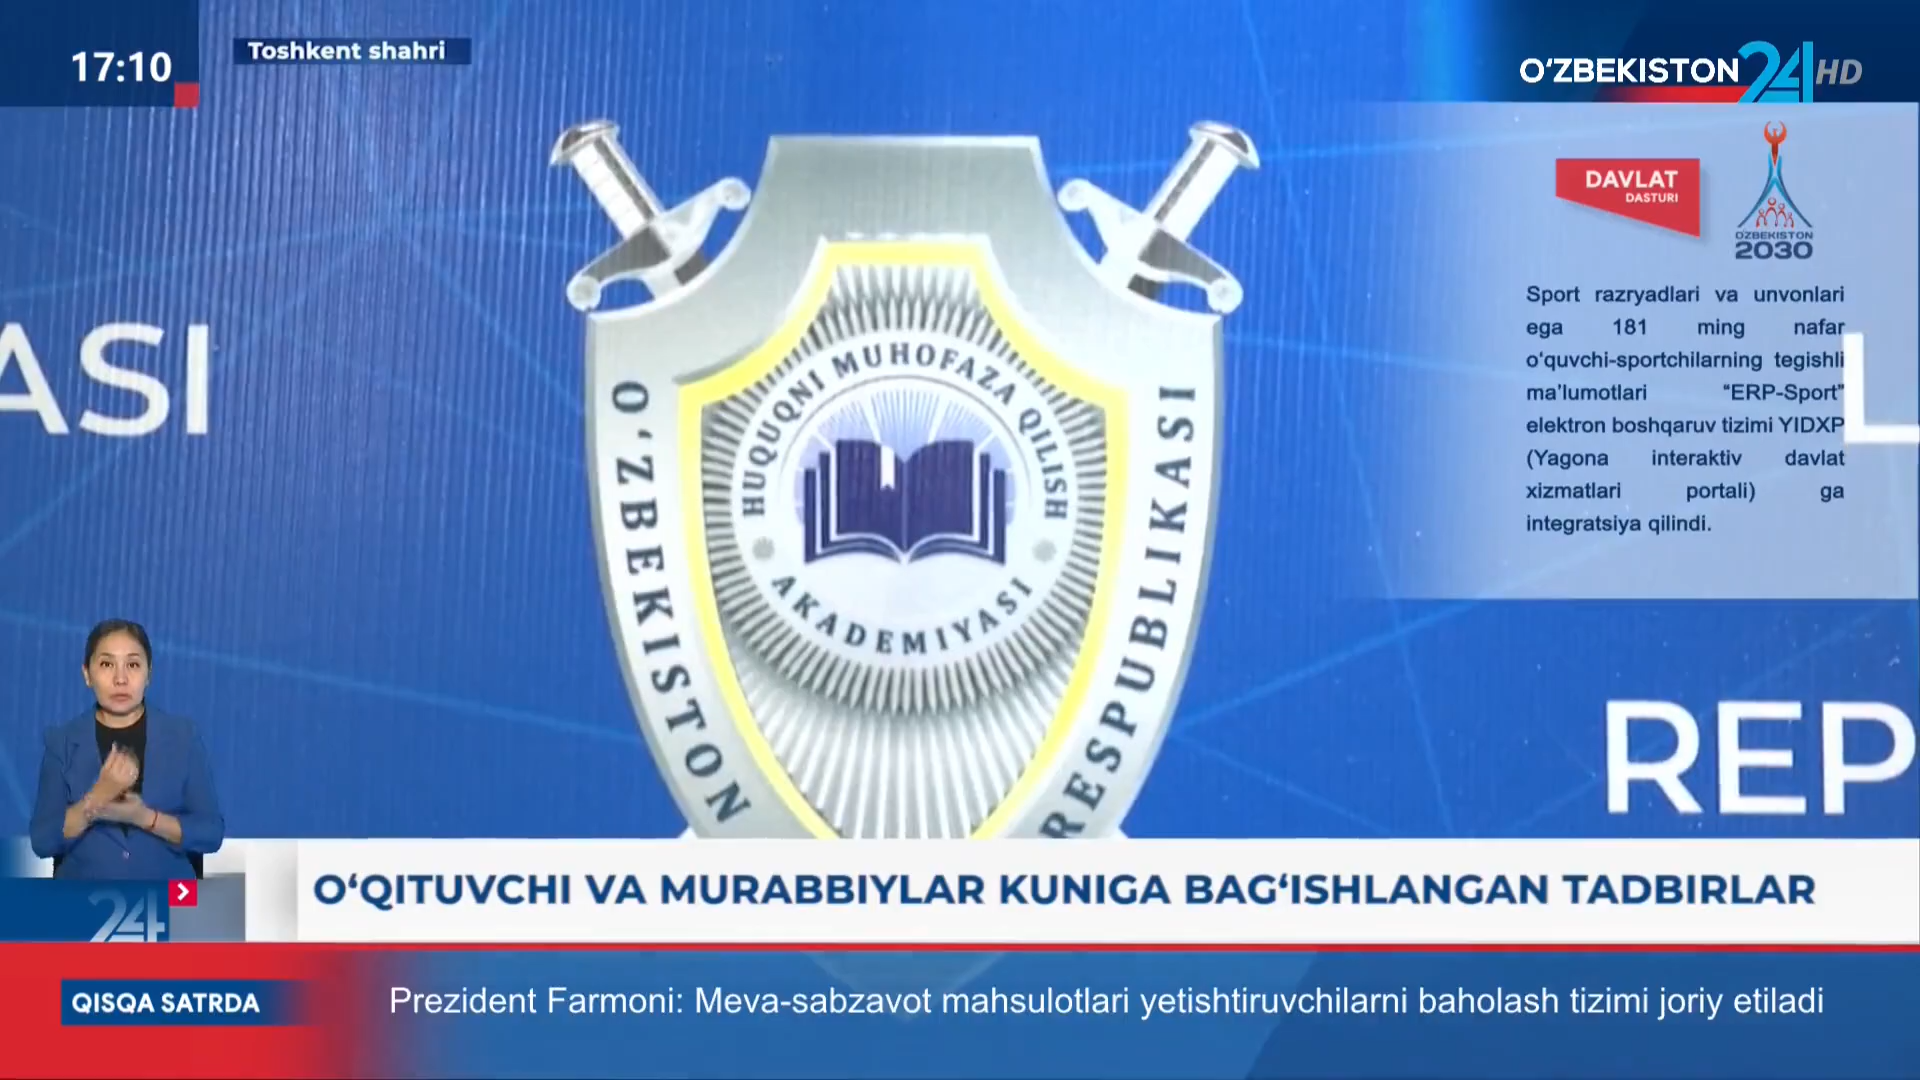 17:10
Toshkent shahri
O‘ZBEKISTON 24 HD
DAVLAT
DASTURI
O‘ZBEKISTON
2030
Sport razryadlari va unvonlari
ega 181 ming nafar
o‘quvchi-sportchilarning tegishli
ma’lumotlari “ERP-Sport”
elektron boshqaruv tizimi YIDXP
(Yagona interaktiv davlat
xizmatlari portali) ga
integratsiya qilindi.
ASI
L
HUQUQNI MUHOFAZA QILISH
AKADEMIYASI
O‘ZBEKISTON
RESPUBLIKASI
REP
24
O‘QITUVCHI VA MURABBIYLAR KUNIGA BAG‘ISHLANGAN TADBIRLAR
QISQA SATRDA
Prezident Farmoni: Meva-sabzavot mahsulotlari yetishtiruvchilarni baholash tizimi joriy etiladi